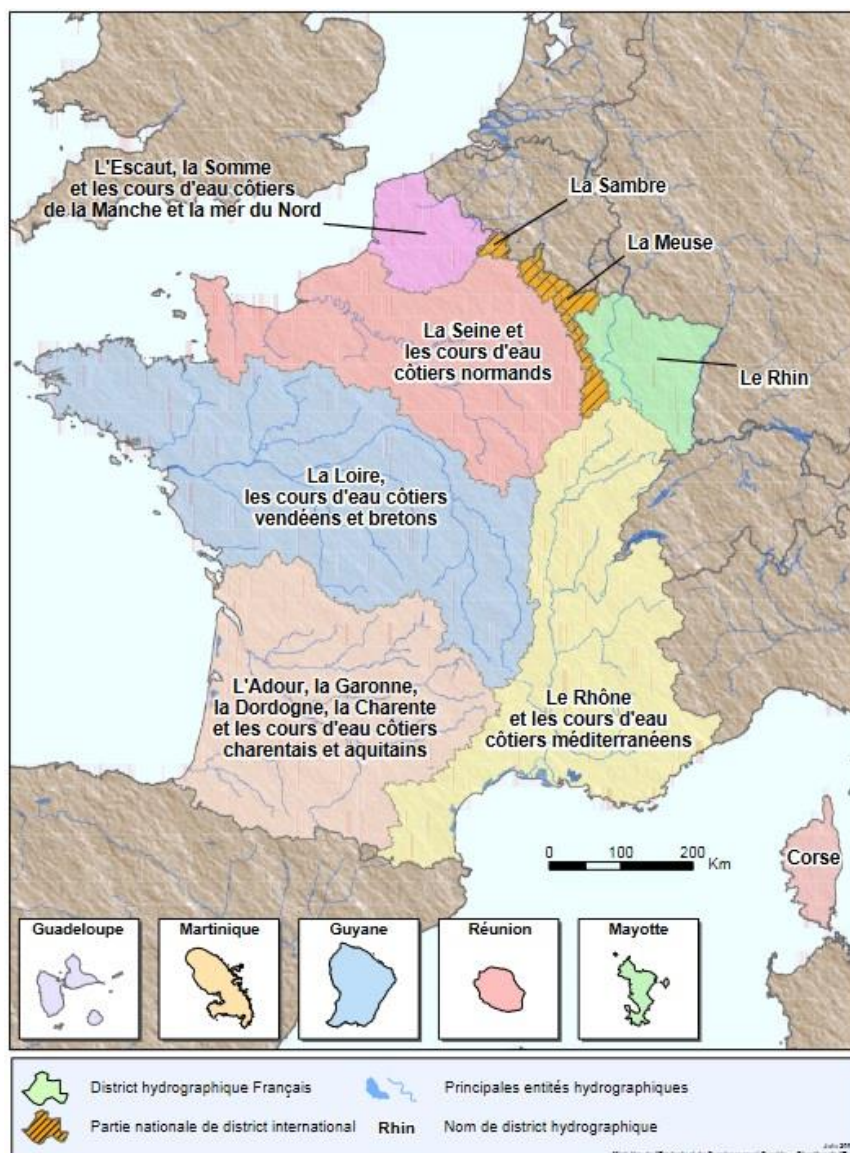 L'Escaut, la Somme
et les cours d'eau côtiers
de la Manche et la mer du Nord
La Sambre
La Meuse
La Seine et
les cours d'eau
côtiers normands
Le Rhin
La Loire,
les cours d'eau côtiers
vendéens et bretons
L'Adour, la Garonne,
la Dordogne, la Charente
et les cours d'eau côtiers
charentais et aquitains
Le Rhône
et les cours d'eau
côtiers méditerranéens
0 100 200 Km
Corse
Guadeloupe
Martinique
Guyane
Réunion
Mayotte
District hydrographique Français
Principales entités hydrographiques
Partie nationale de district international
Rhin Nom de district hydrographique